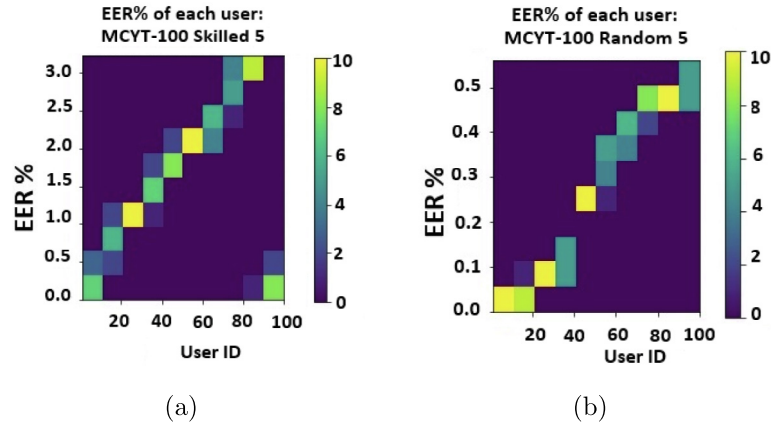 EER% of each user:
MCYT-100 Skilled 5
EER %
3.0
2.5
2.0
1.5
1.0
0.5
0.0
20 40 60 80 100
User ID
10
8
6
4
2
0
(a)
EER% of each user:
MCYT-100 Random 5
EER %
0.5
0.4
0.3
0.2
0.1
0.0
20 40 60 80 100
User ID
10
8
6
4
2
0
(b)